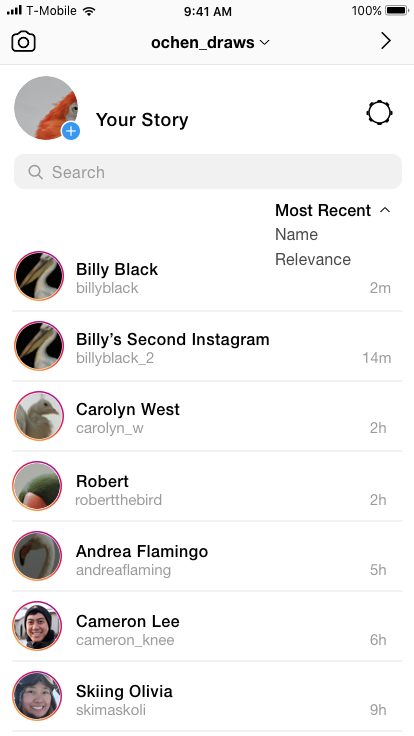 T-Mobile 9:41 AM 100%
ochen_draws
Your Story
Search
Most Recent
Name
Relevance
Billy Black
billyblack 2m
Billy’s Second Instagram
billyblack_2 14m
Carolyn West
carolyn_w 2h
Robert
robertthebird 2h
Andrea Flamingo
andreaflaming 5h
Cameron Lee
cameron_knee 6h
Skiing Olivia
skimaskoli 9h